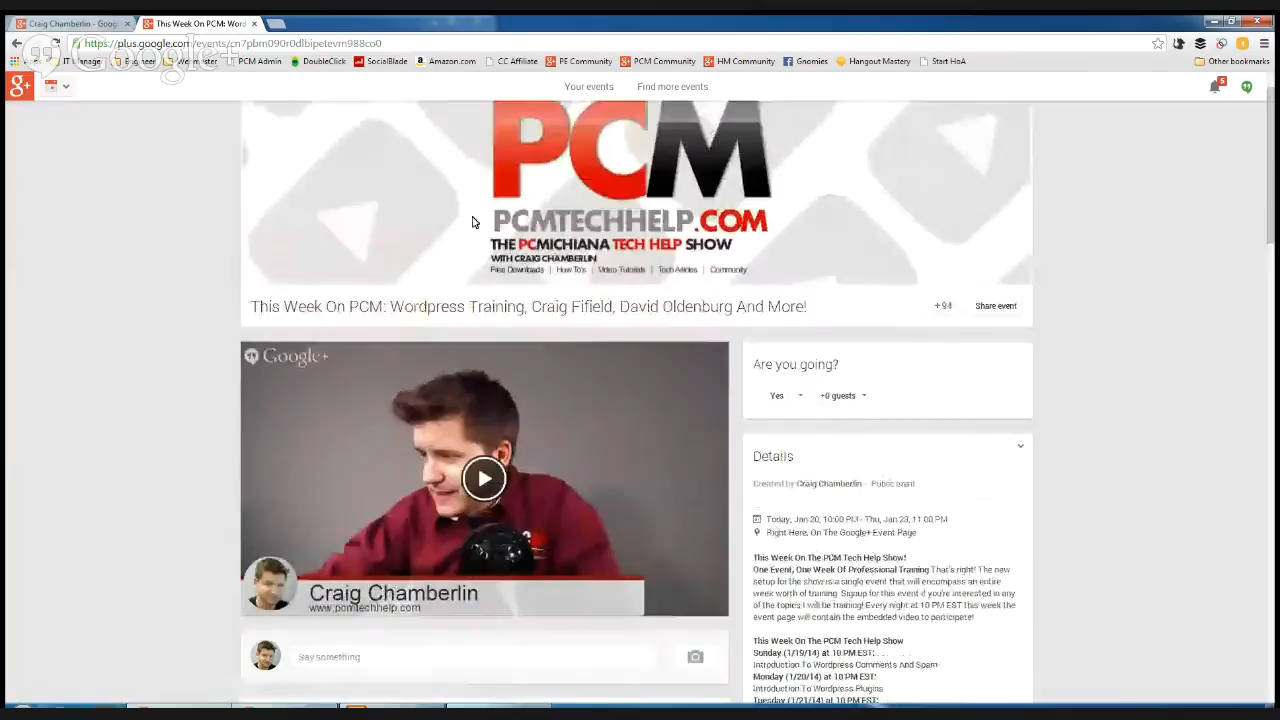 Craig Chamberlin - Goog
This Week On PCM: Word
https://plus.google.com/events/cn7pbm090r0dlbipetevm988co0
Google+
IT Manage
Engineer
Webmaster
PCM Admin
DoubleClick
SocialBlade
Amazon.com
CC Affiliate
PE Community
PCM Community
HM Community
Gnomies
Hangout Mastery
Start HoA
Other bookmarks
g+
Your events
Find more events
5
PCM
PCMTECHHELP.COM
THE PCMICHIANA TECH HELP SHOW
WITH CRAIG CHAMBERLIN
Free Downloads | How To's | Video Tutorials | Tech Articles | Community
This Week On PCM: Wordpress Training, Craig Fifield, David Oldenburg And More!
+94
Share event
Google+
Craig Chamberlin
www.pcmtechhelp.com
Say something
Are you going?
Yes
+0 guests
Details
Created by Craig Chamberlin - Public event
Today, Jan 20, 10:00 PM - Thu, Jan 23, 11:00 PM
Right Here, On The Google+ Event Page
This Week On The PCM Tech Help Show!
One Event, One Week Of Professional Training That's right! The new
setup for the show is a single event that will encompass an entire
week worth of training. Signup for this event if you're interested in any
of the topics I will be training! Every night at 10 PM EST this week the
event page will contain the embedded video to participate!
This Week On The PCM Tech Help Show
Sunday (1/19/14) at 10 PM EST:
Introduction To Wordpress Comments And Spam
Monday (1/20/14) at 10 PM EST:
Introduction To Wordpress Plugins
Tuesday (1/21/14) at 10 PM EST: